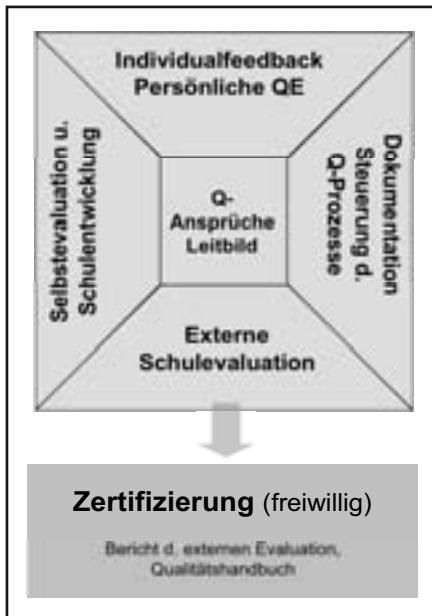 Individualfeedback
Persönliche QE
Selbstevaluation u.
Schulentwicklung
Q-
Ansprüche
Leitbild
Dokumentation
Steuerung d.
Q-Prozesse
Externe
Schulevaluation
Zertifizierung (freiwillig)
Bericht d. externen Evaluation,
Qualitätshandbuch